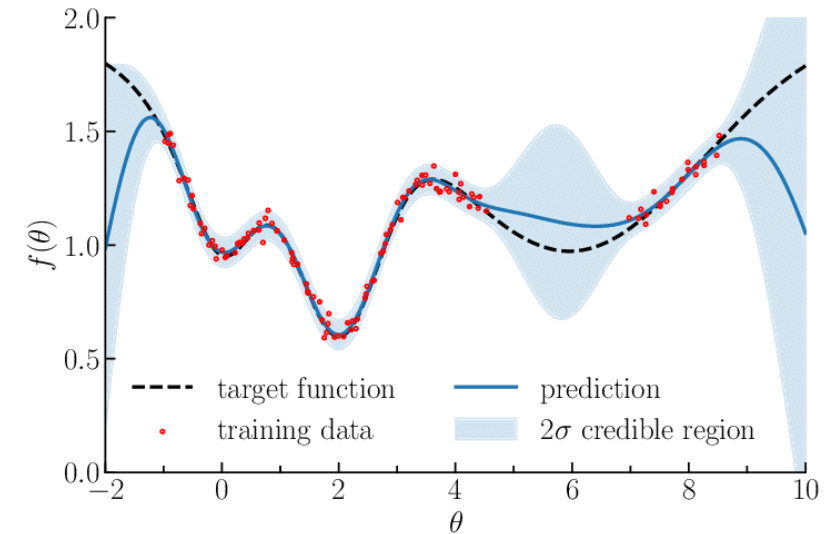 2.0
1.5
1.0
0.5
0.0
f(θ)
target function
prediction
training data
2σ credible region
−2 0 2 4 6 8 10
θ